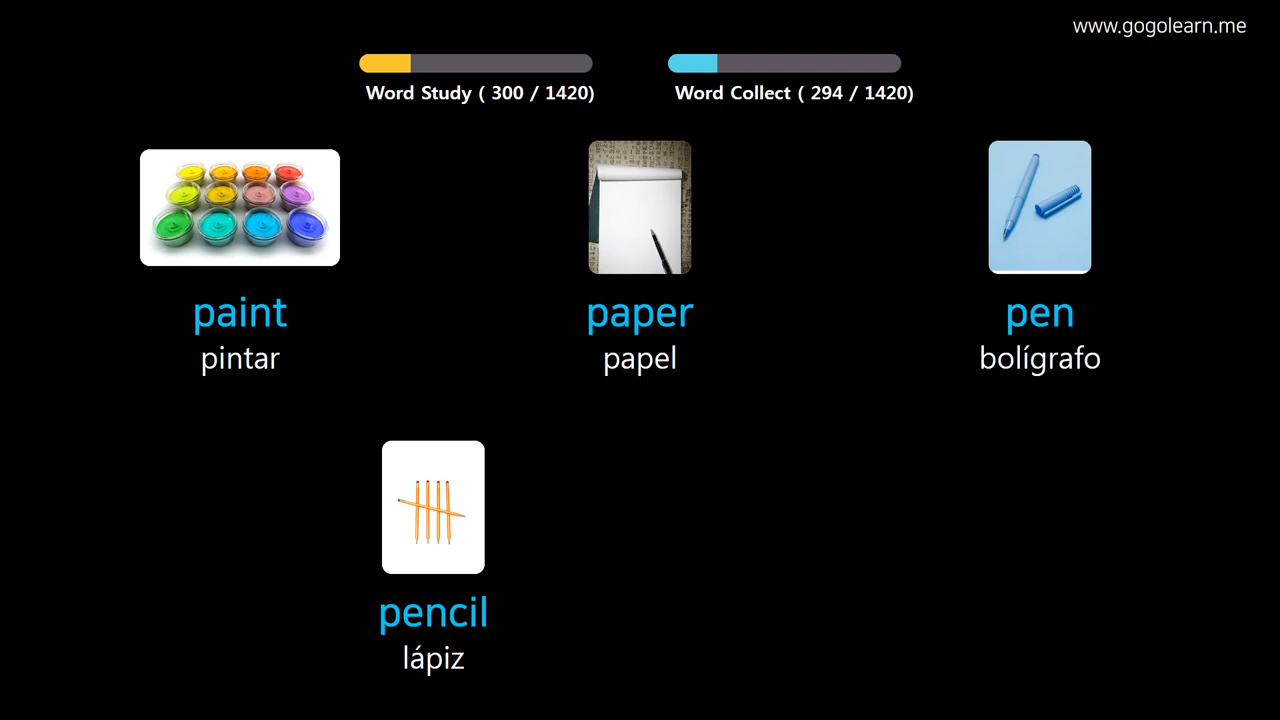 www.gogolearn.me
Word Study ( 300 / 1420)
Word Collect ( 294 / 1420)
paint
pintar
paper
papel
pen
bolígrafo
pencil
lápiz